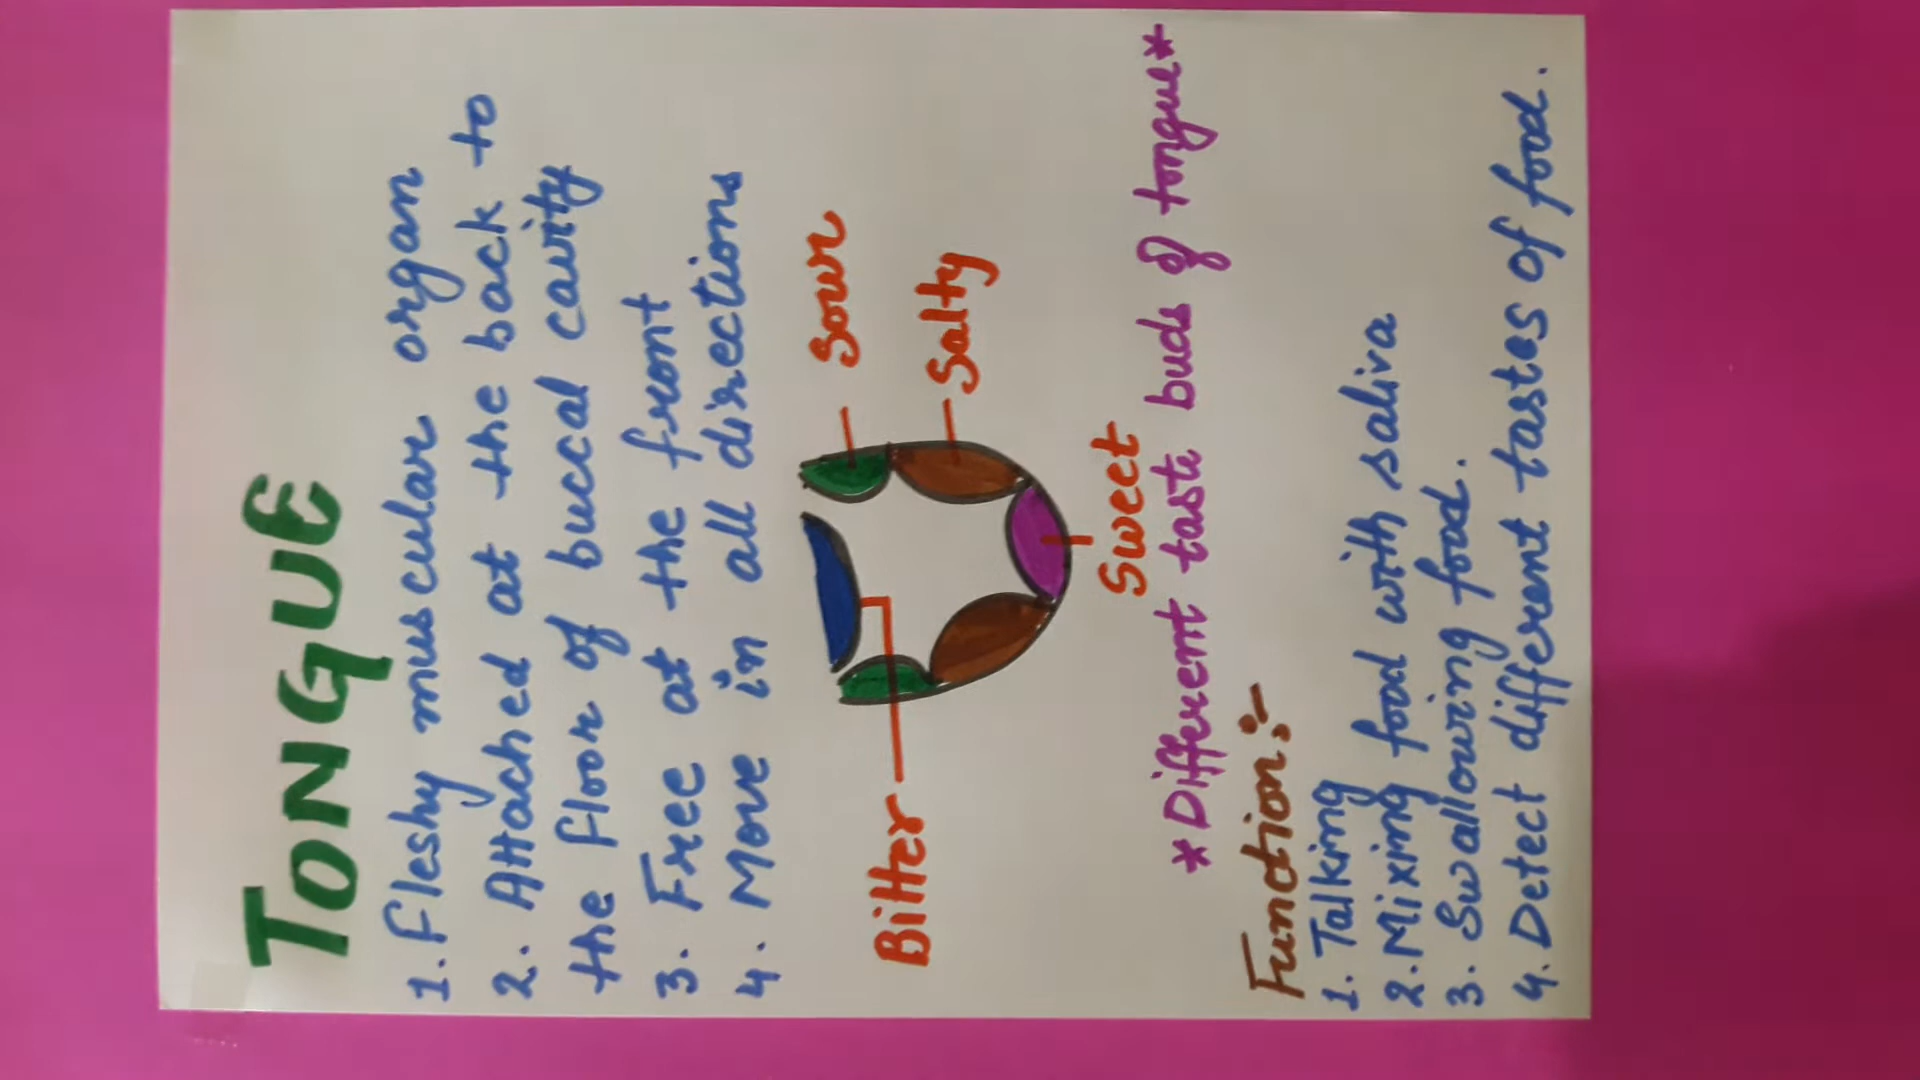 TONGUE
1. Fleshy muscular organ
2. Attached at the back to
the floor of buccal cavity
3. Free at the front
4. Move in all directions
Sour
Salty
Bitter
Sweet
*Different taste buds of tongue*
Function:-
1. Talking
2. Mixing food with saliva
3. Swallowing food.
4. Detect different tastes of food.